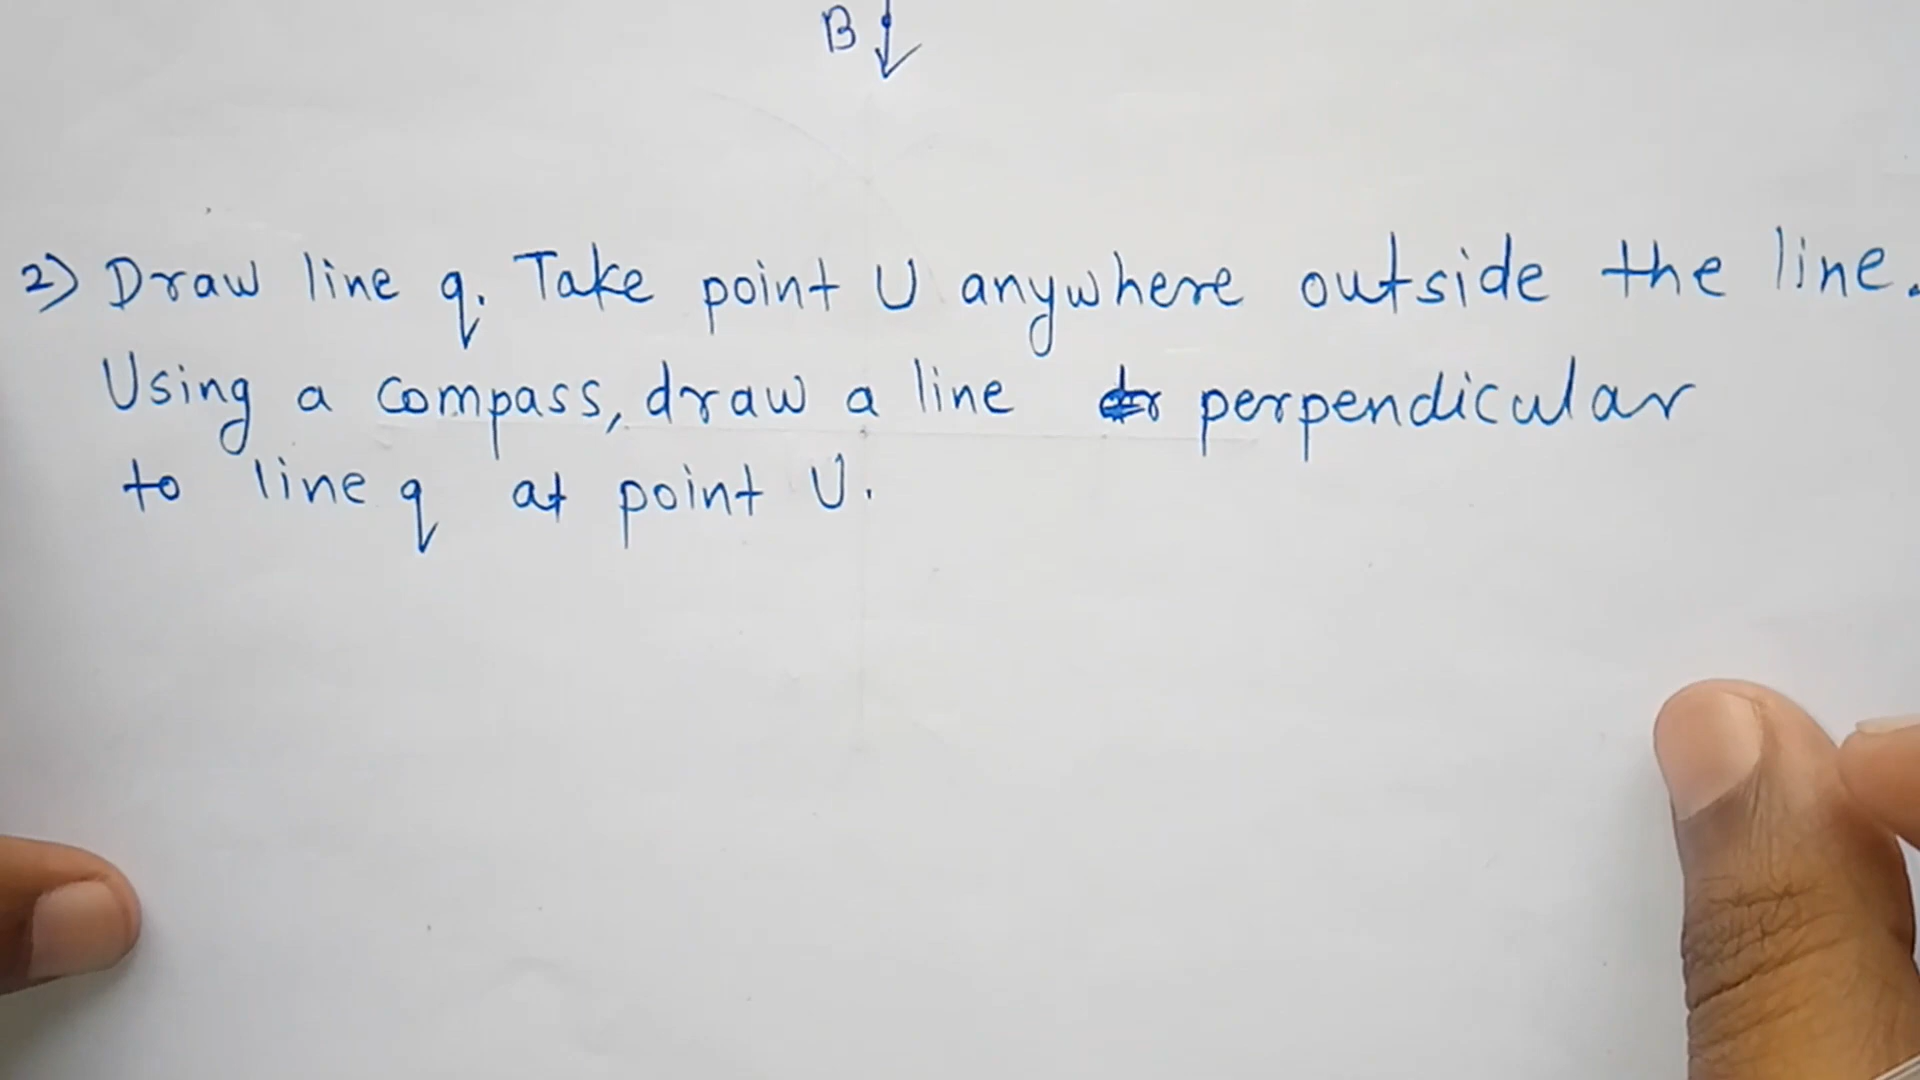 B
2) Draw line q. Take point U anywhere outside the line.
Using a compass, draw a line perpendicular
to line q at point U.